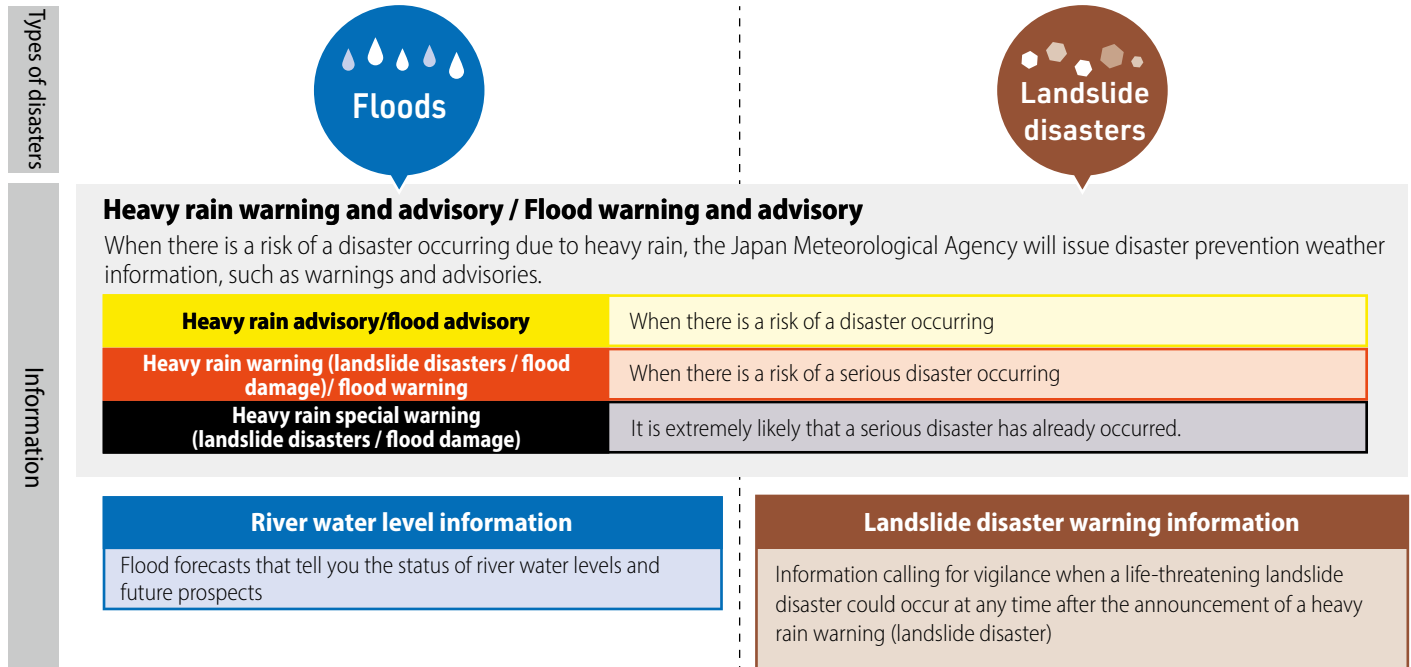 Types of disasters
Floods
Landslide
disasters
Information
Heavy rain warning and advisory / Flood warning and advisory
When there is a risk of a disaster occurring due to heavy rain, the Japan Meteorological Agency will issue disaster prevention weather
information, such as warnings and advisories.
Heavy rain advisory/flood advisory
When there is a risk of a disaster occurring
Heavy rain warning (landslide disasters / flood
damage)/ flood warning
When there is a risk of a serious disaster occurring
Heavy rain special warning
(landslide disasters / flood damage)
It is extremely likely that a serious disaster has already occurred.
River water level information
Flood forecasts that tell you the status of river water levels and
future prospects
Landslide disaster warning information
Information calling for vigilance when a life-threatening landslide
disaster could occur at any time after the announcement of a heavy
rain warning (landslide disaster)